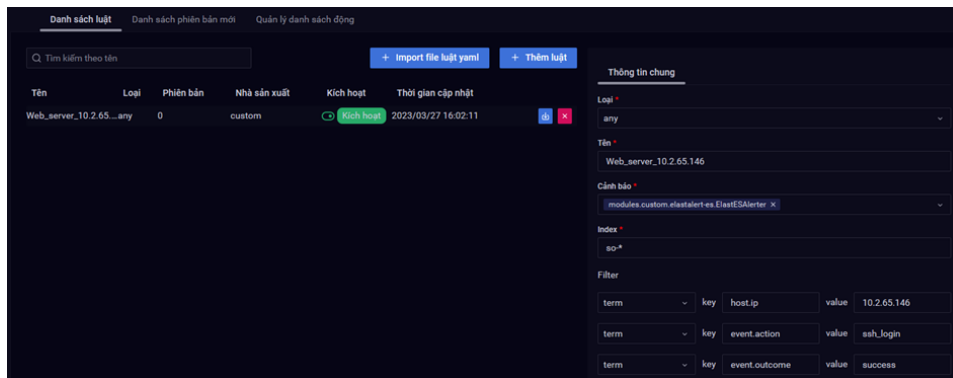 Danh sách luật Danh sách phiên bản mới Quản lý danh sách động
Tìm kiếm theo tên + Import file luật yaml + Thêm luật
Tên Loại Phiên bản Nhà sản xuất Kích hoạt Thời gian cập nhật
Web_server_10.2.65.... any 0 custom Kích hoạt 2023/03/27 16:02:11
Thông tin chung
Loại *
any
Tên *
Web_server_10.2.65.146
Cảnh báo *
modules.custom.elastalert-es.ElastESAlerter ×
Index *
so-*
Filter
term key host.ip value 10.2.65.146
term key event.action value ssh_login
term key event.outcome value success